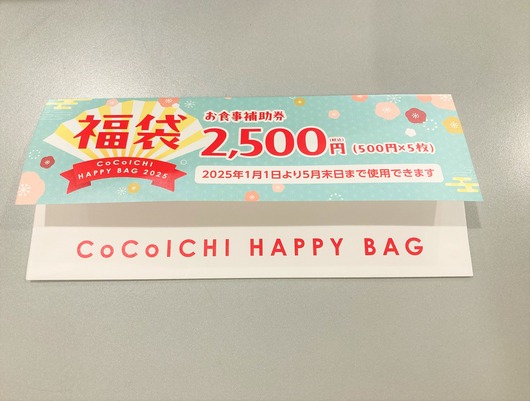 福袋
CoCoICHI
HAPPY BAG 2025
お食事補助券
2,500円(税込)(500円×5枚)
2025年1月1日より5月末日まで使用できます
CoCoICHI HAPPY BAG